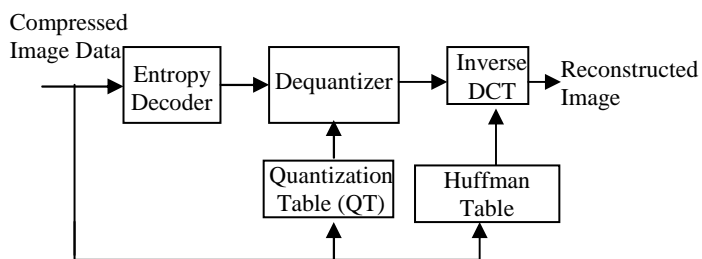 Compressed
Image Data
Entropy
Decoder
Dequantizer
Inverse
DCT
Reconstructed
Image
Quantization
Table (QT)
Huffman
Table